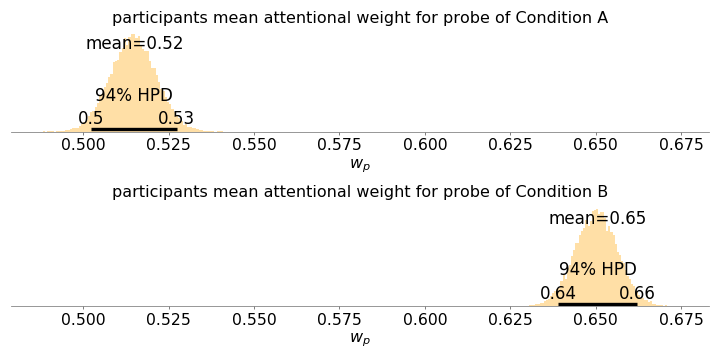 participants mean attentional weight for probe of Condition A
mean=0.52
94% HPD
0.5 0.53
0.500 0.525 0.550 0.575 0.600 0.625 0.650 0.675
w_p
participants mean attentional weight for probe of Condition B
mean=0.65
94% HPD
0.64 0.66
0.500 0.525 0.550 0.575 0.600 0.625 0.650 0.675
w_p